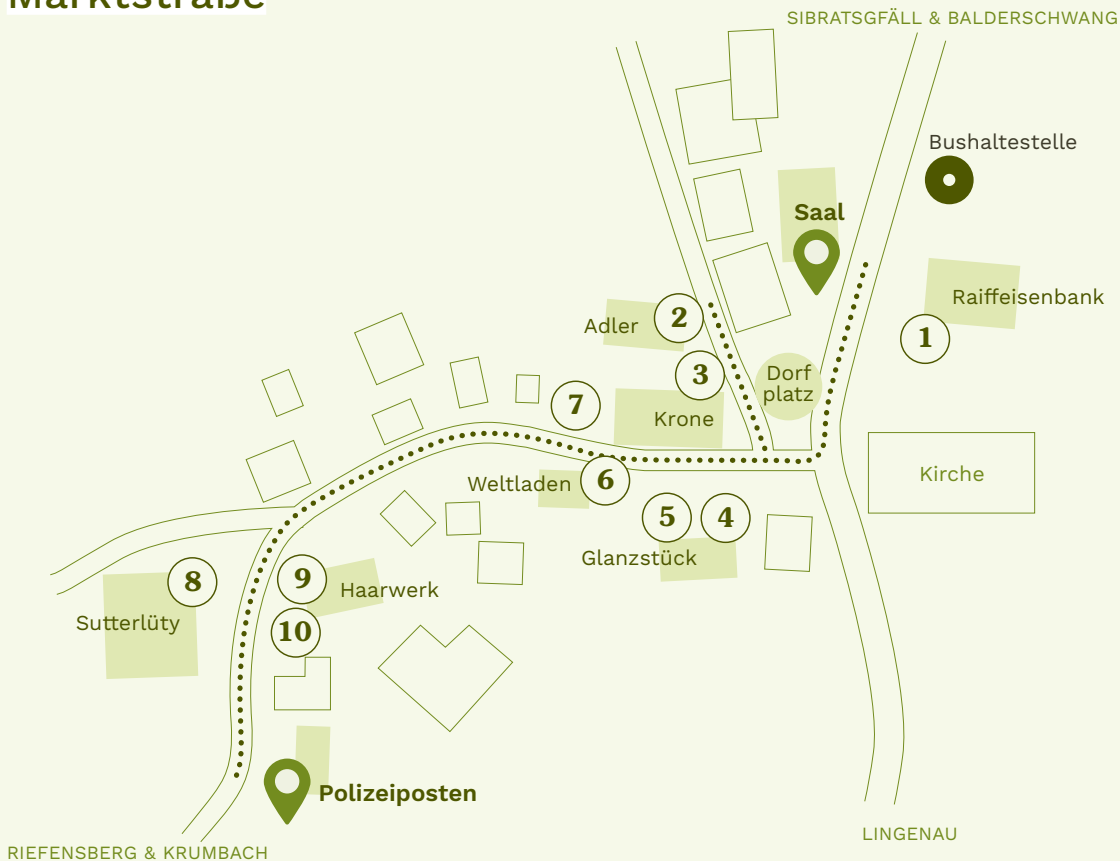 Marktstraße
SIBRATSGFÄLL & BALDERSCHWANG
Bushaltestelle
Saal
Raiffeisenbank
1
Adler
2
3
Dorf
platz
7
Krone
Weltladen
6
Kirche
5
4
Glanzstück
8
9
Haarwerk
Sutterlüty
10
Polizeiposten
LINGENAU
RIEFENSBERG & KRUMBACH